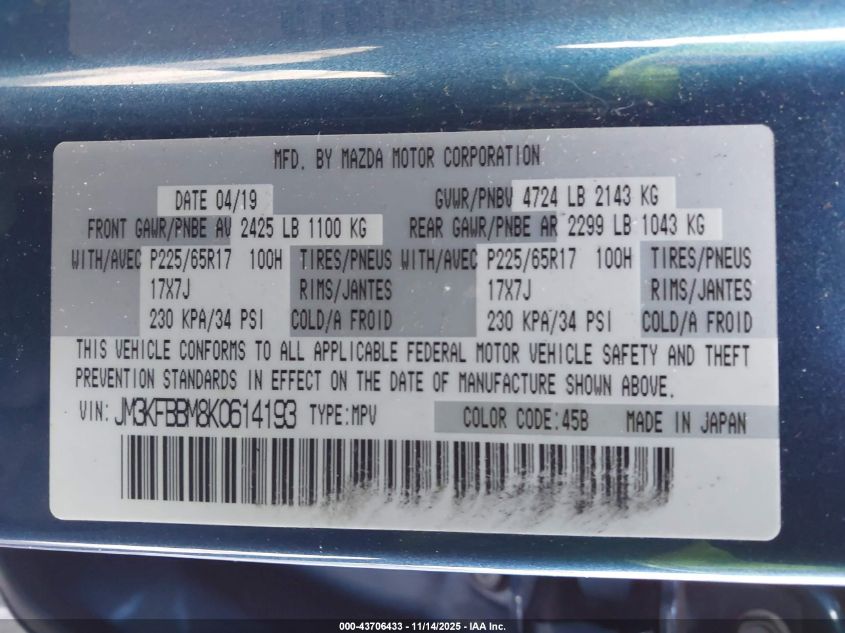 MFD. BY MAZDA MOTOR CORPORATION
DATE 04/19 GVWR/PNBV 4724 LB 2143 KG
FRONT GAWR/PNBE AV 2425 LB 1100 KG REAR GAWR/PNBE AR 2299 LB 1043 KG
WITH/AVEC P225/65R17 100H TIRES/PNEUS WITH/AVEC P225/65R17 100H TIRES/PNEUS
17X7J RIMS/JANTES 17X7J RIMS/JANTES
230 KPA/34 PSI COLD/A FROID 230 KPA/34 PSI COLD/A FROID
THIS VEHICLE CONFORMS TO ALL APPLICABLE FEDERAL MOTOR VEHICLE SAFETY AND THEFT
PREVENTION STANDARDS IN EFFECT ON THE DATE OF MANUFACTURE SHOWN ABOVE.
VIN: JM3KFBBM8K0614193 TYPE:MPV COLOR CODE:45B MADE IN JAPAN
000-43706433 - 11/14/2025 - IAA Inc.